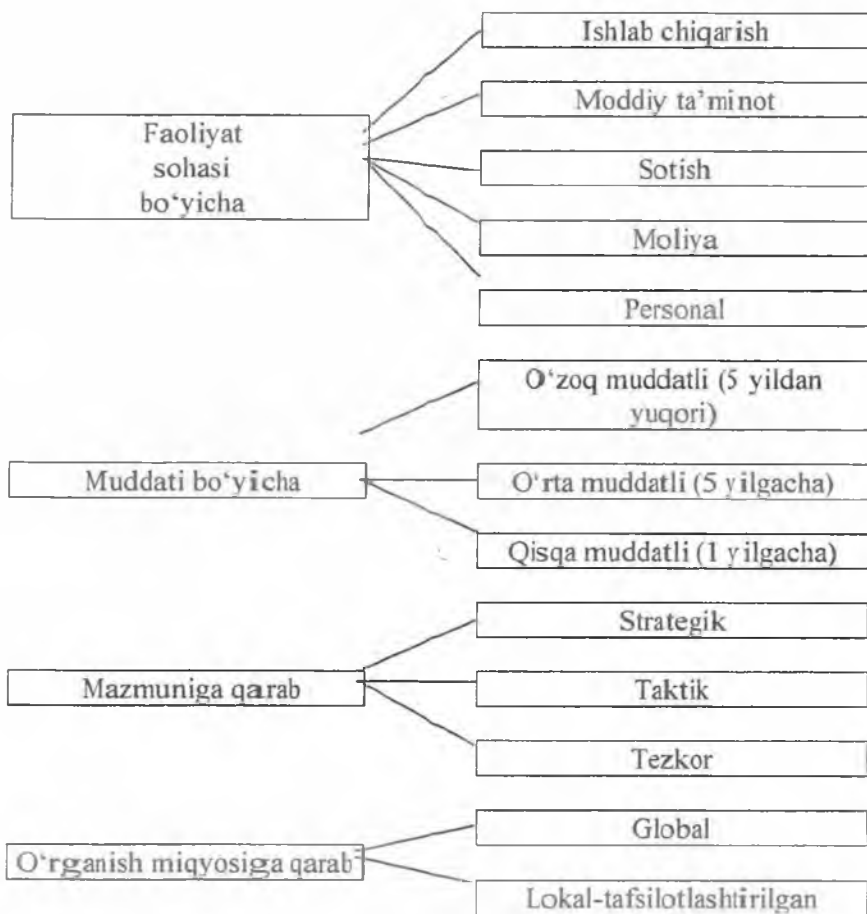 Faoliyat
sohasi
bo‘yicha
Ishlab chiqarish
Moddiy ta’minot
Sotish
Moliya
Personal
Muddati bo‘yicha
O‘zoq muddatli (5 yildan
yuqori)
O‘rta muddatli (5 yilgacha)
Qisqa muddatli (1 yilgacha)
Mazmuniga qarab
Strategik
Taktik
Tezkor
O‘rganish miqyosiga qarab
Global
Lokal-tafsilotlashtirilgan